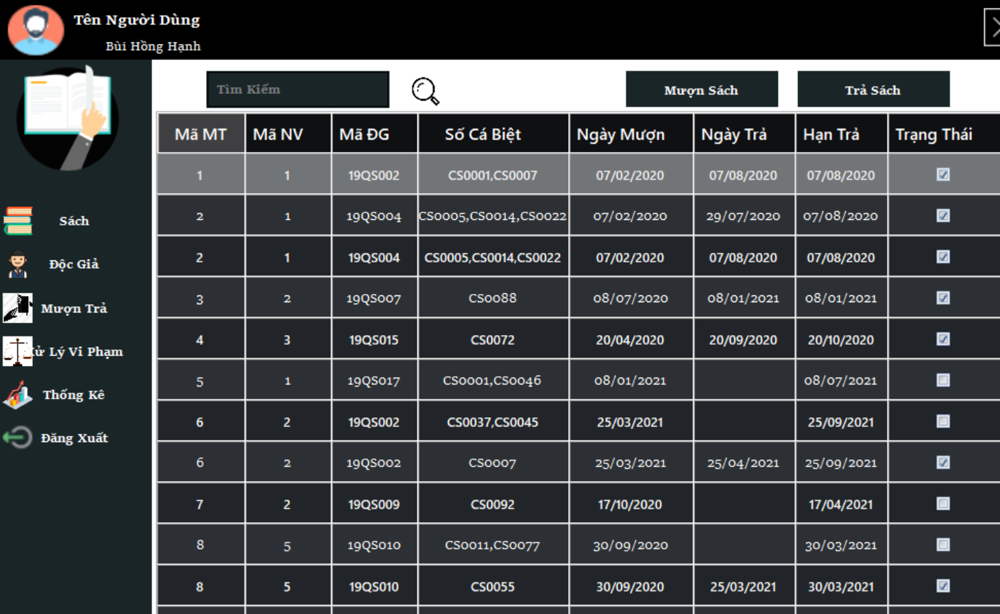 Tên Người Dùng
Bùi Hồng Hạnh
Tìm Kiếm
Mượn Sách
Trả Sách
Sách
Độc Giả
Mượn Trả
Lý Vi Phạm
Thống Kê
Đăng Xuất
Mã MT Mã NV Mã ĐG Số Cá Biệt Ngày Mượn Ngày Trả Hạn Trả Trạng Thái
1 1 19QS002 CS0001,CS0007 07/02/2020 07/08/2020 07/08/2020
2 1 19QS004 CS0005,CS0014,CS0022 07/02/2020 29/07/2020 07/08/2020
2 1 19QS004 CS0005,CS0014,CS0022 07/02/2020 07/08/2020 07/08/2020
3 2 19QS007 CS0088 08/07/2020 08/01/2021 08/01/2021
4 3 19QS015 CS0072 20/04/2020 20/09/2020 20/10/2020
5 1 19QS017 CS0001,CS0046 08/01/2021 08/07/2021
6 2 19QS002 CS0037,CS0045 25/03/2021 25/09/2021
6 2 19QS002 CS0007 25/03/2021 25/04/2021 25/09/2021
7 2 19QS009 CS0092 17/10/2020 17/04/2021
8 5 19QS010 CS0011,CS0077 30/09/2020 30/03/2021
8 5 19QS010 CS0055 30/09/2020 25/03/2021 30/03/2021